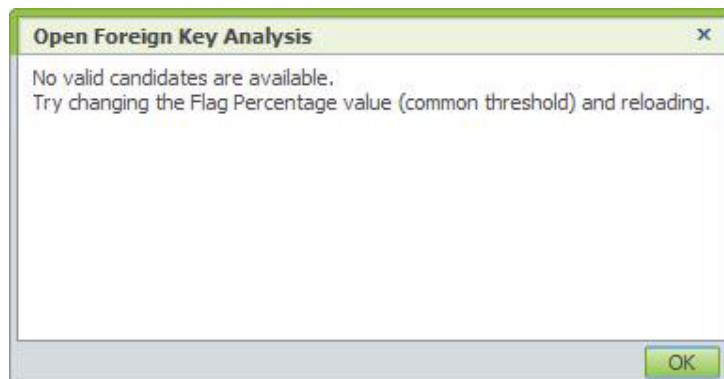 Open Foreign Key Analysis
No valid candidates are available.
Try changing the Flag Percentage value (common threshold) and reloading.
OK